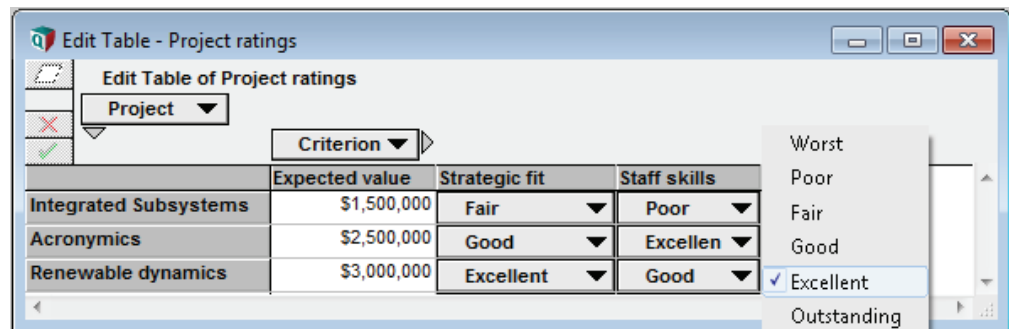 Edit Table - Project ratings
Edit Table of Project ratings
Project
Criterion
Expected value Strategic fit Staff skills
Integrated Subsystems $1,500,000 Fair Poor
Acronymics $2,500,000 Good Excellen
Renewable dynamics $3,000,000 Excellent Good
Worst
Poor
Fair
Good
Excellent
Outstanding